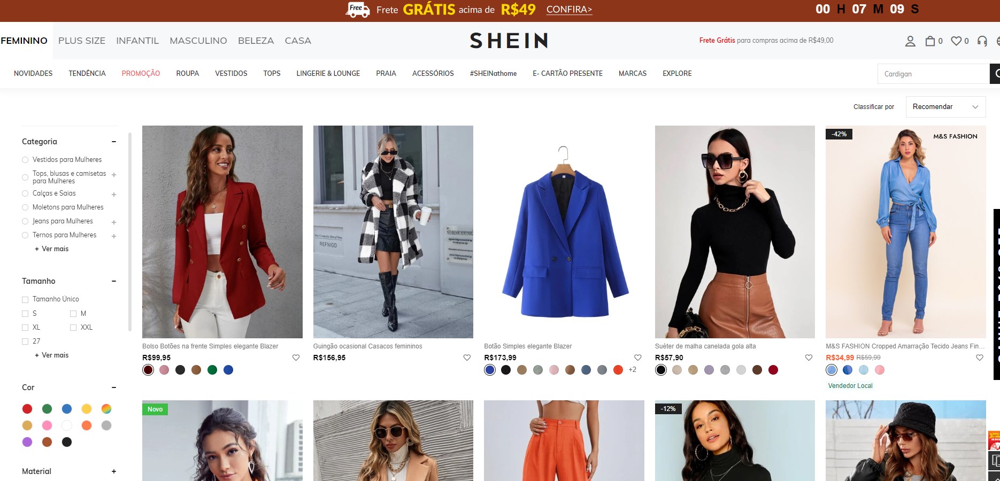 Free Frete GRÁTIS acima de R$49 CONFIRA>
00 H 07 M 09 S
FEMININO PLUS SIZE INFANTIL MASCULINO BELEZA CASA
SHEIN
Frete Grátis para compras acima de R$49,00
0 0
NOVIDADES TENDÊNCIA PROMOÇÃO ROUPA VESTIDOS TOPS LINGERIE & LOUNGE PRAIA ACESSÓRIOS #SHEINathome E- CARTÃO PRESENTE MARCAS EXPLORE
Cardigan
Classificar por Recomendar
Categoria −
Vestidos para Mulheres
Tops, blusas e camisetas +
para Mulheres
Calças e Saias +
Moletons para Mulheres
Jeans para Mulheres +
Ternos para Mulheres +
+ Ver mais
Tamanho −
Tamanho Único
S M
XL XXL
27
+ Ver mais
Cor −
Material +
REFNIGD
-42%
M&S FASHION
Bolso Botões na frente Simples elegante Blazer
R$99,95
Guingão ocasional Casacos femininos
R$156,95
Botão Simples elegante Blazer
R$173,99
+2
Suéter de malha canelada gola alta
R$57,90
M&S FASHION Cropped Amarração Tecido Jeans Fin...
R$34,99 R$59,99
Vendedor Local
Novo
-12%